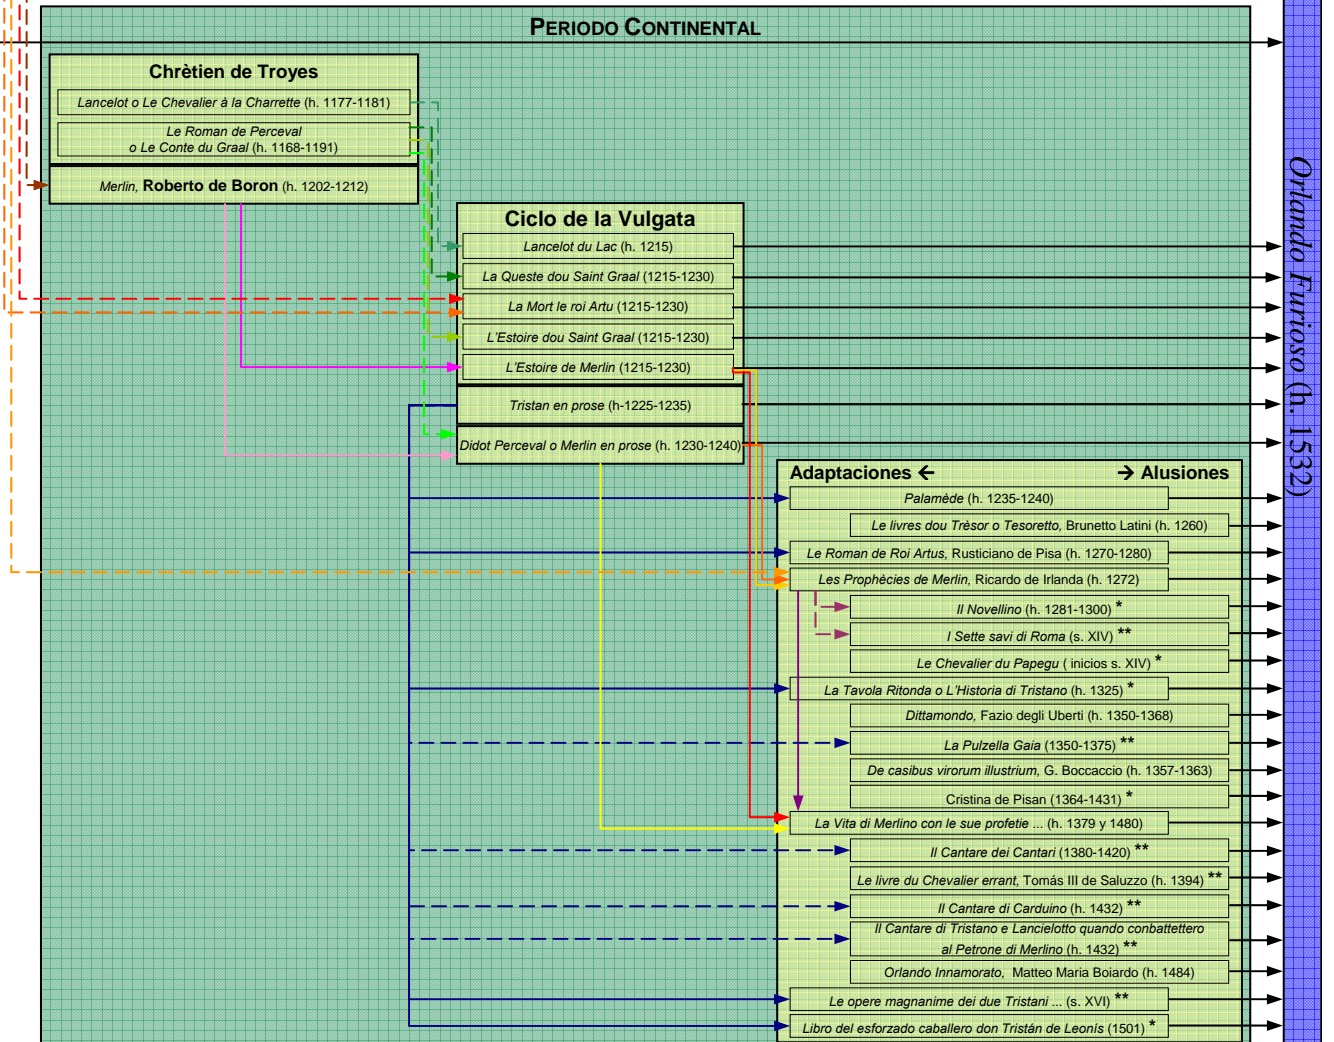 PERIODO CONTINENTAL
Chrètien de Troyes
Lancelot o Le Chevalier à la Charrette (h. 1177-1181)
Le Roman de Perceval
o Le Conte du Graal (h. 1168-1191)
Merlin, Roberto de Boron (h. 1202-1212)
Ciclo de la Vulgata
Lancelot du Lac (h. 1215)
La Queste dou Saint Graal (1215-1230)
La Mort le roi Artu (1215-1230)
L'Estoire dou Saint Graal (1215-1230)
L'Estoire de Merlin (1215-1230)
Tristan en prose (h-1225-1235)
Didot Perceval o Merlin en prose (h. 1230-1240)
Adaptaciones ← → Alusiones
Palamède (h. 1235-1240)
Le livres dou Trèsor o Tesoretto, Brunetto Latini (h. 1260)
Le Roman de Roi Artus, Rusticiano de Pisa (h. 1270-1280)
Les Prophècies de Merlin, Ricardo de Irlanda (h. 1272)
Il Novellino (h. 1281-1300) *
I Sette savi di Roma (s. XIV) **
Le Chevalier du Papegu ( inicios s. XIV) *
La Tavola Ritonda o L'Historia di Tristano (h. 1325) *
Dittamondo, Fazio degli Uberti (h. 1350-1368)
La Pulzella Gaia (1350-1375) **
De casibus virorum illustrium, G. Boccaccio (h. 1357-1363)
Cristina de Pisan (1364-1431) *
La Vita di Merlino con le sue profetie ... (h. 1379 y 1480)
Il Cantare dei Cantari (1380-1420) **
Le livre du Chevalier errant, Tomás III de Saluzzo (h. 1394) **
Il Cantare di Carduino (h. 1432) **
Il Cantare di Tristano e Lancielotto quando conbattettero
al Petrone di Merlino (h. 1432) **
Orlando Innamorato, Matteo Maria Boiardo (h. 1484)
Le opere magnanime dei due Tristani ... (s. XVI) **
Libro del esforzado caballero don Tristán de Leonís (1501) *
Orlando Furioso (h. 1532)